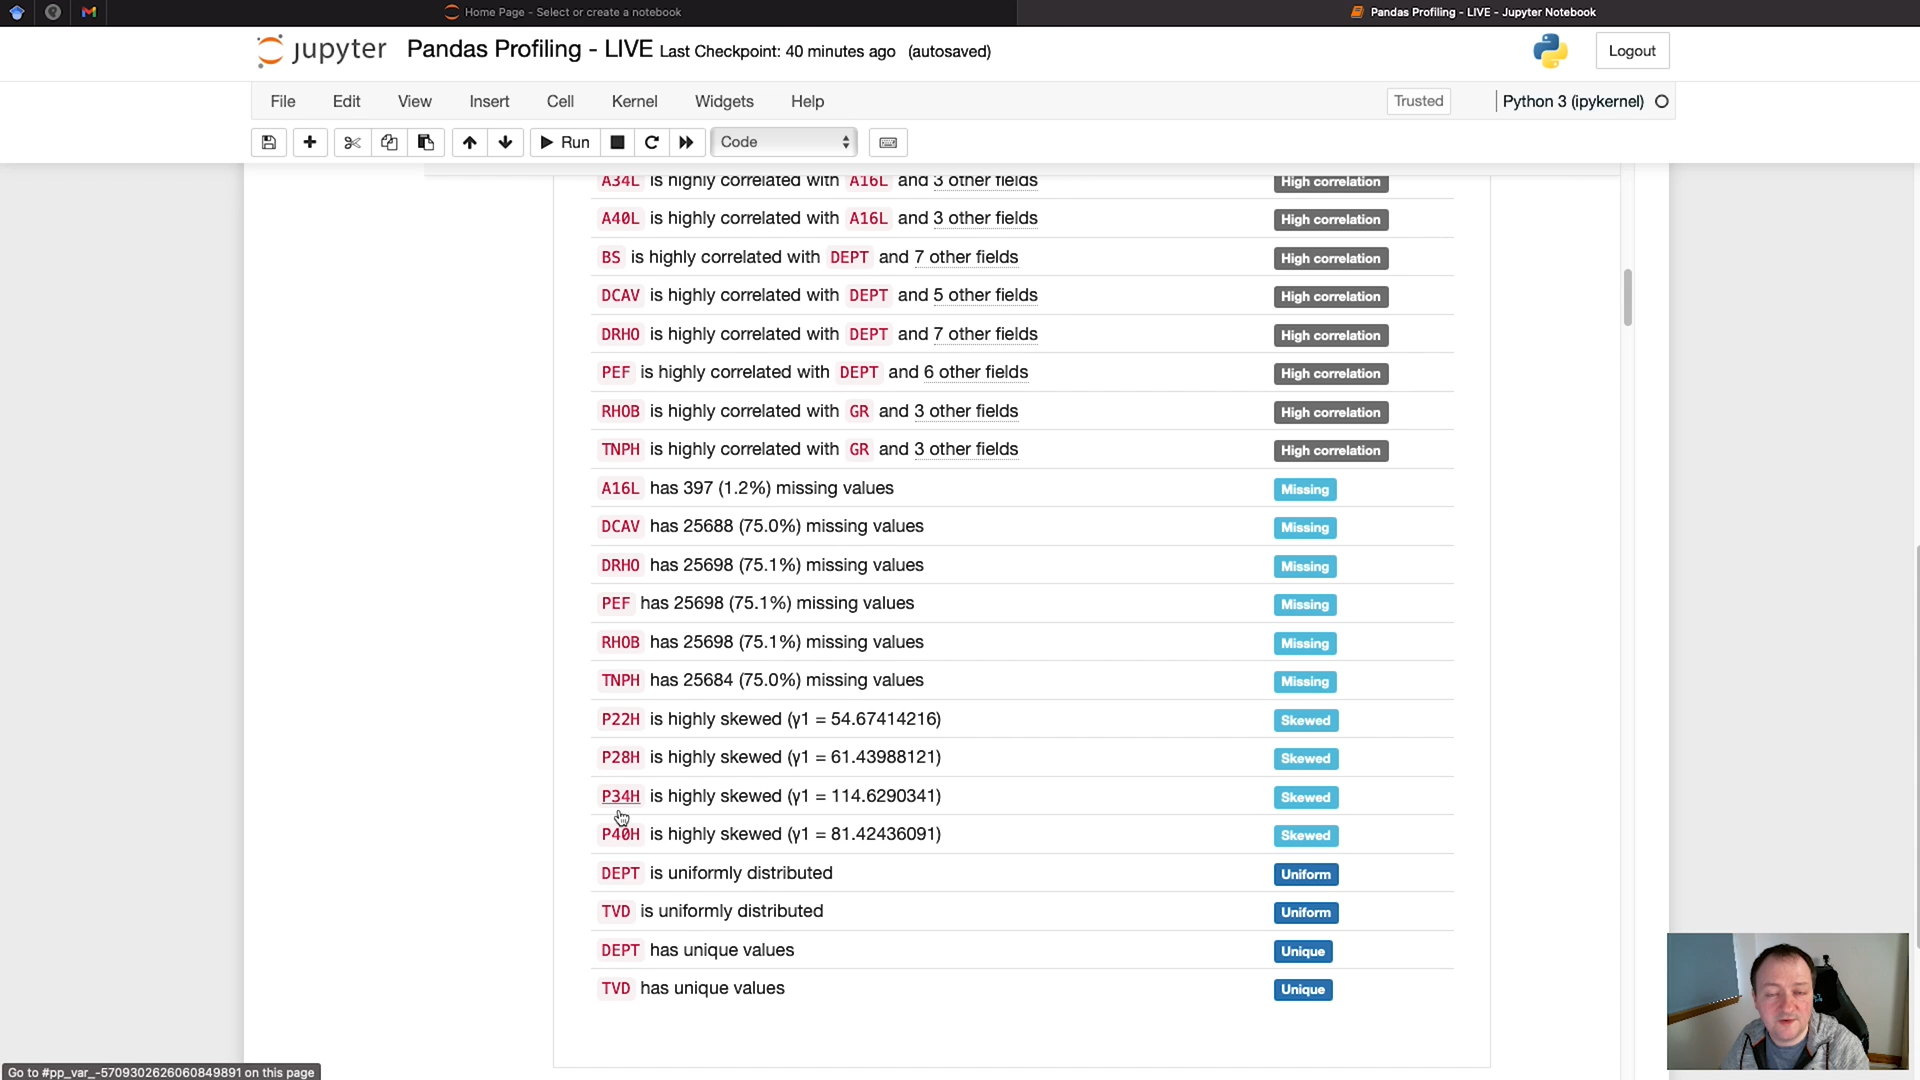 Home Page - Select or create a notebook
Pandas Profiling - LIVE - Jupyter Notebook
jupyter Pandas Profiling - LIVE Last Checkpoint: 40 minutes ago (autosaved)
Logout
File Edit View Insert Cell Kernel Widgets Help
Trusted
Python 3 (ipykernel)
Run
Code
A34L is highly correlated with A16L and 3 other fields High correlation
A40L is highly correlated with A16L and 3 other fields High correlation
BS is highly correlated with DEPT and 7 other fields High correlation
DCAV is highly correlated with DEPT and 5 other fields High correlation
DRHO is highly correlated with DEPT and 7 other fields High correlation
PEF is highly correlated with DEPT and 6 other fields High correlation
RHOB is highly correlated with GR and 3 other fields High correlation
TNPH is highly correlated with GR and 3 other fields High correlation
A16L has 397 (1.2%) missing values Missing
DCAV has 25688 (75.0%) missing values Missing
DRHO has 25698 (75.1%) missing values Missing
PEF has 25698 (75.1%) missing values Missing
RHOB has 25698 (75.1%) missing values Missing
TNPH has 25684 (75.0%) missing values Missing
P22H is highly skewed (γ1 = 54.67414216) Skewed
P28H is highly skewed (γ1 = 61.43988121) Skewed
P34H is highly skewed (γ1 = 114.6290341) Skewed
P40H is highly skewed (γ1 = 81.42436091) Skewed
DEPT is uniformly distributed Uniform
TVD is uniformly distributed Uniform
DEPT has unique values Unique
TVD has unique values Unique
Go to #pp_var_-5709302626060849891 on this page